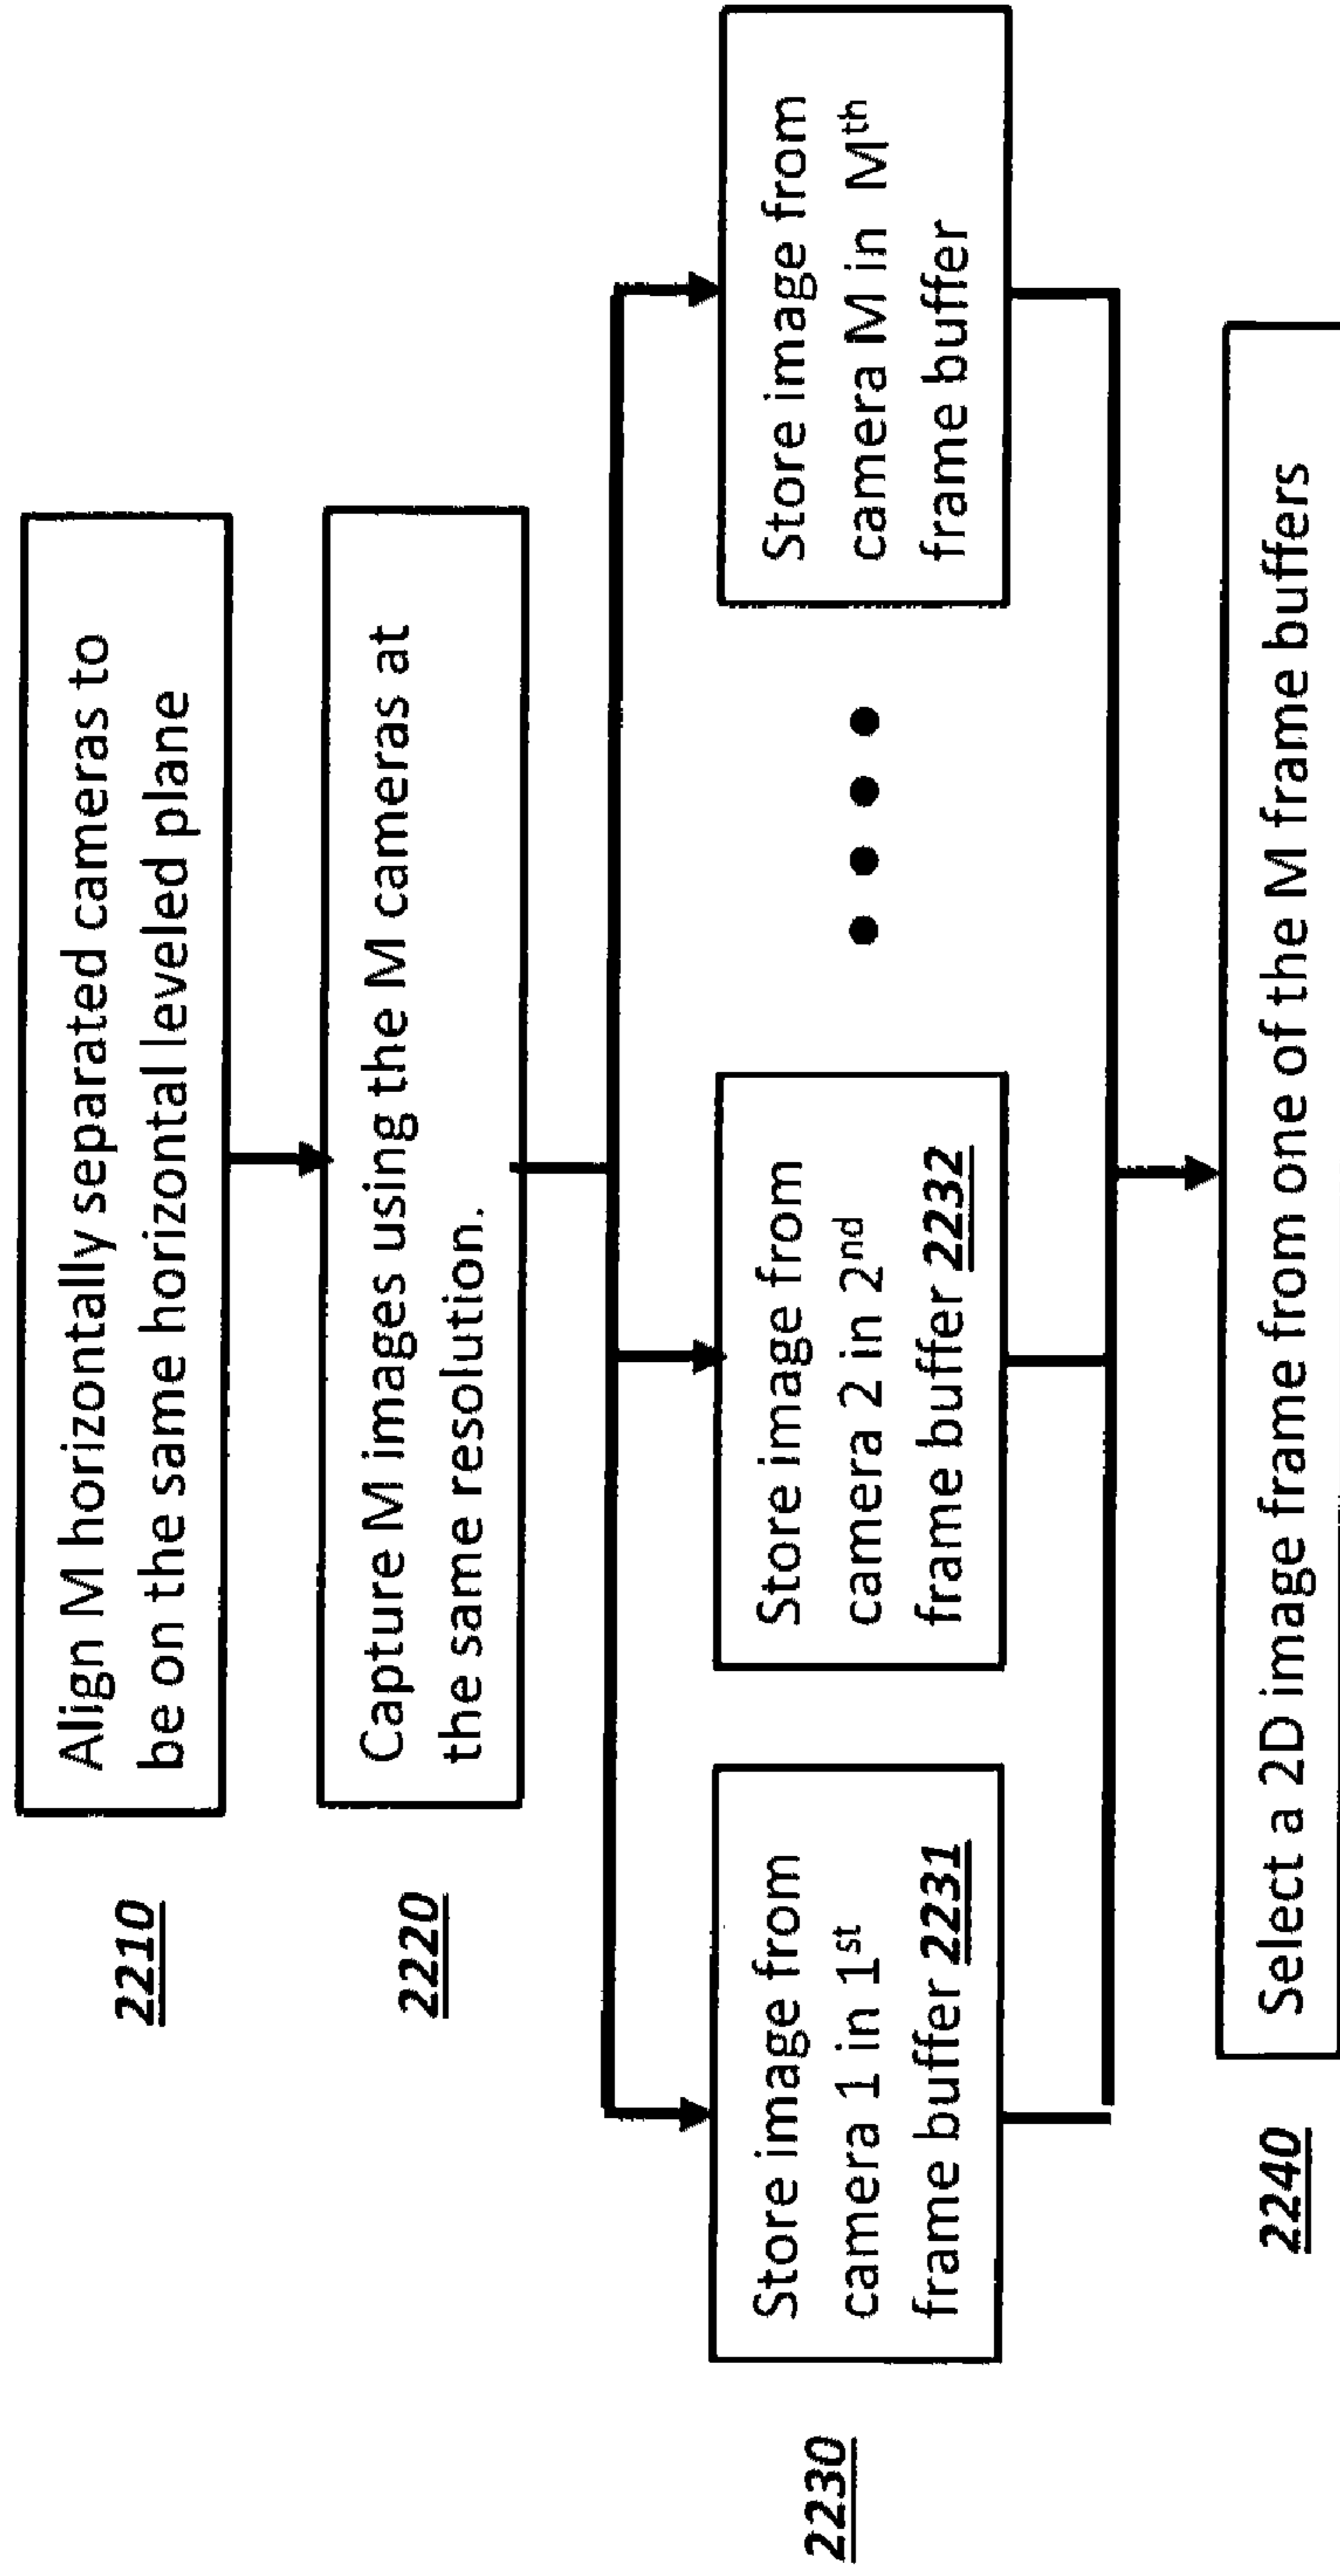 2210
Align M horizontally separated cameras to
be on the same horizontal leveled plane
2220
Capture M images using the M cameras at
the same resolution.
2230
Store image from
camera 1 in 1st
frame buffer 2231
Store image from
camera 2 in 2nd
frame buffer 2232
Store image from
camera M in Mth
frame buffer
2240
Select a 2D image frame from one of the M frame buffers